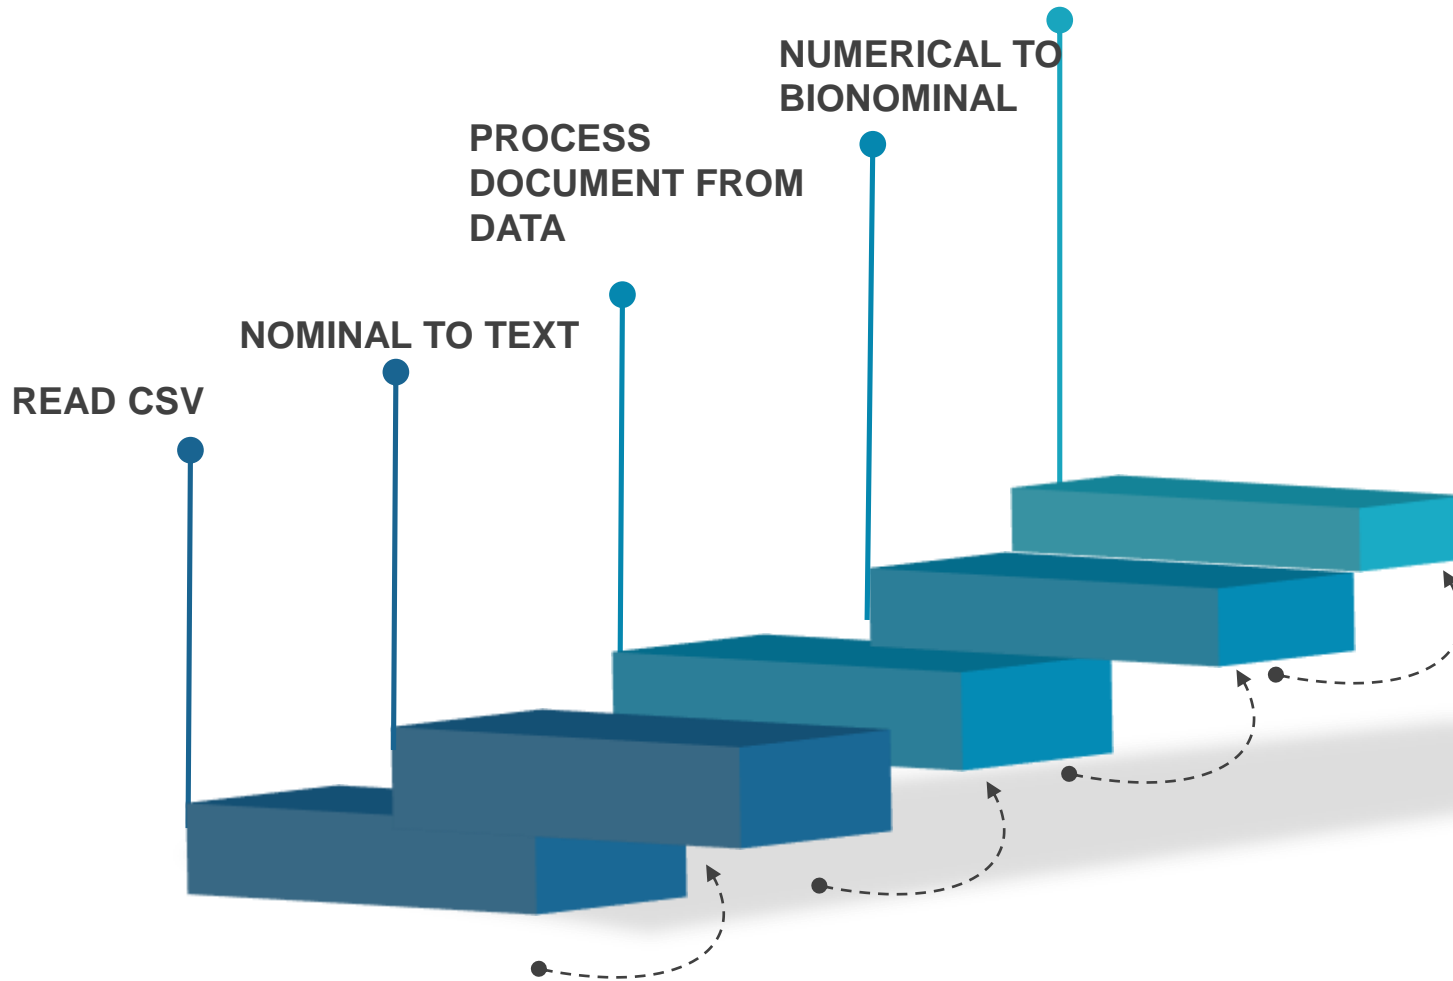 READ CSV
NOMINAL TO TEXT
PROCESS
DOCUMENT FROM
DATA
NUMERICAL TO
BIONOMINAL